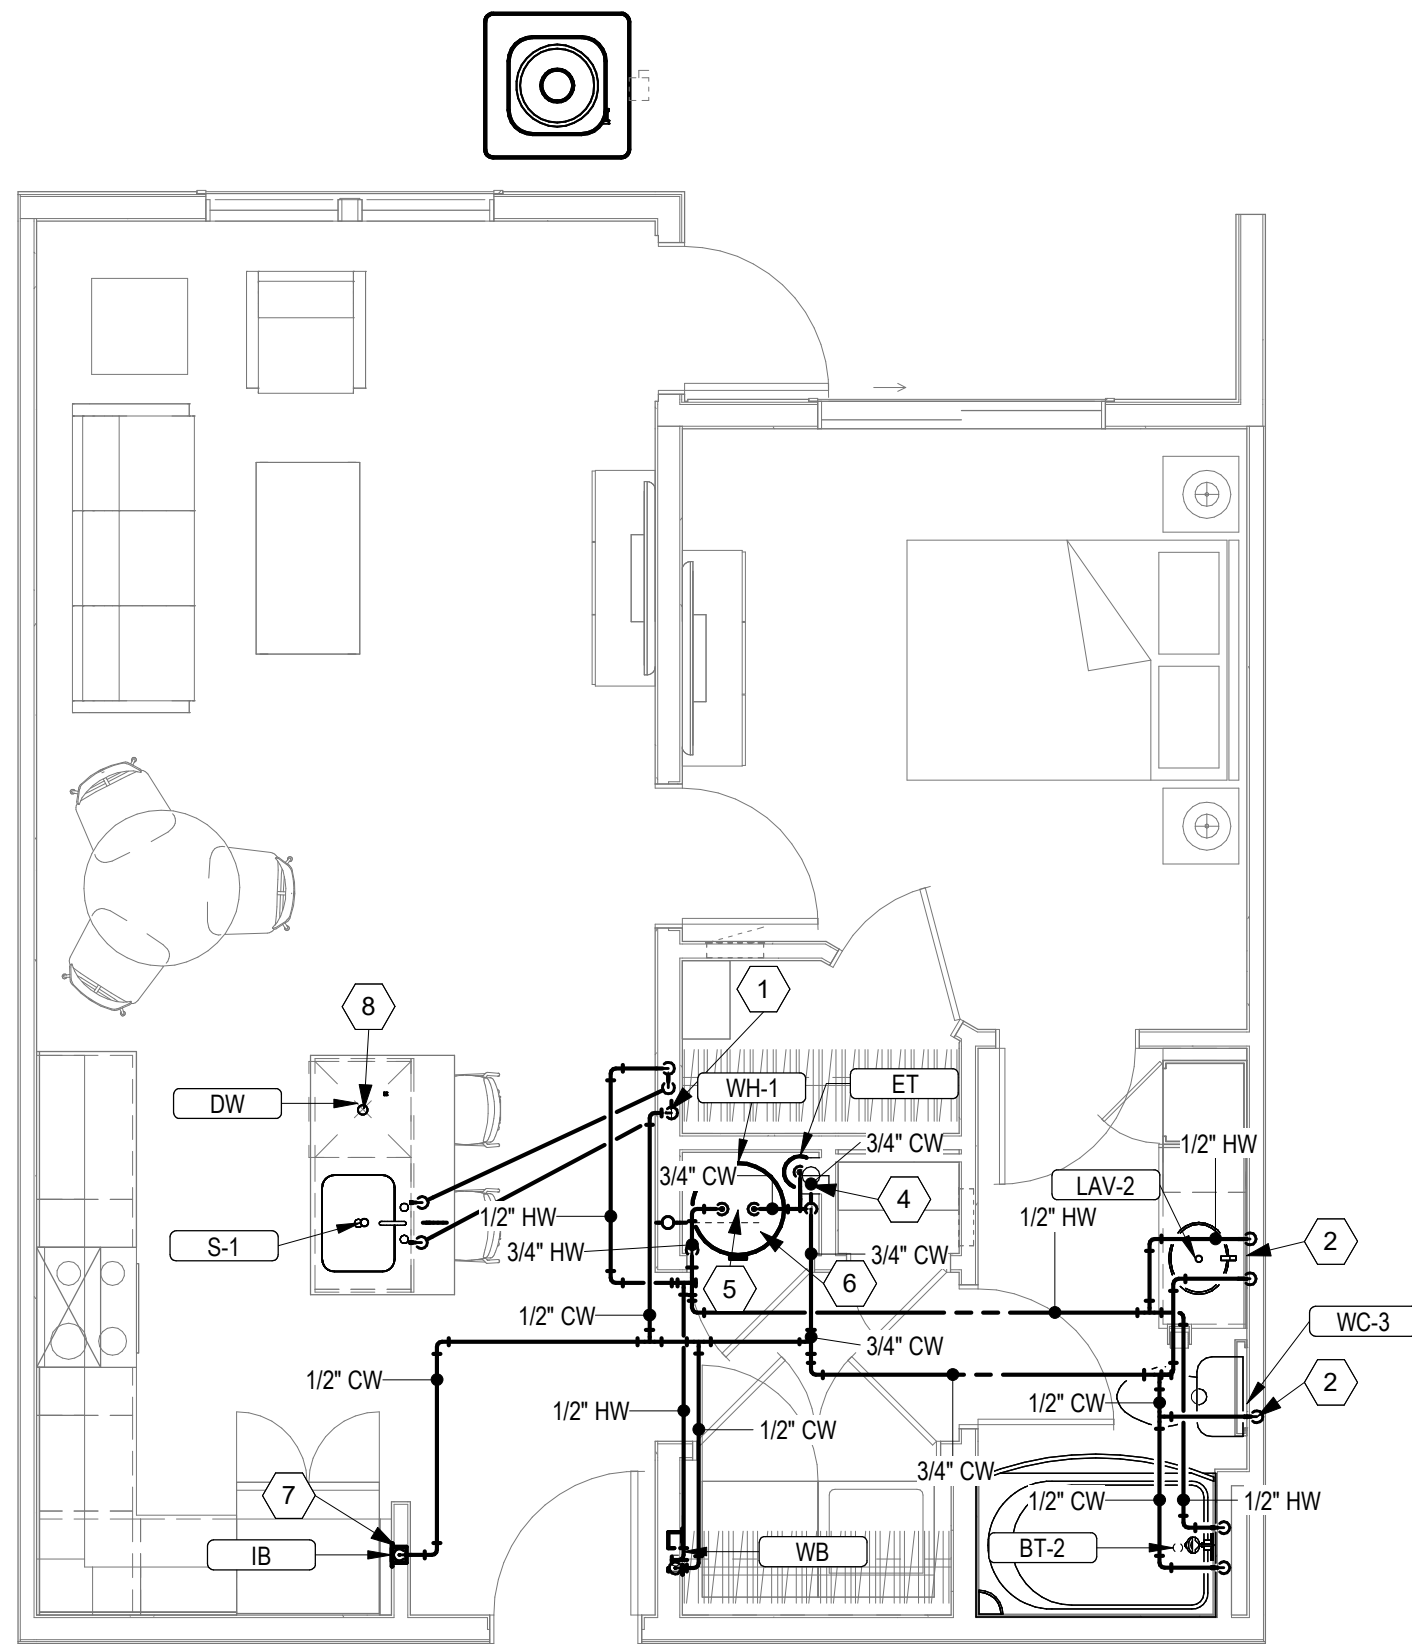 1
8
WH-1
ET
DW
3/4" CW
1/2" HW
3/4" CW
LAV-2
4
1/2" HW
1/2" HW
S-1
2
3/4" HW
3/4" CW
5
6
1/2" CW
WC-3
3/4" CW
1/2" CW
2
1/2" HW
1/2" CW
1/2" CW
3/4" CW
7
1/2" CW
1/2" HW
IB
WB
BT-2